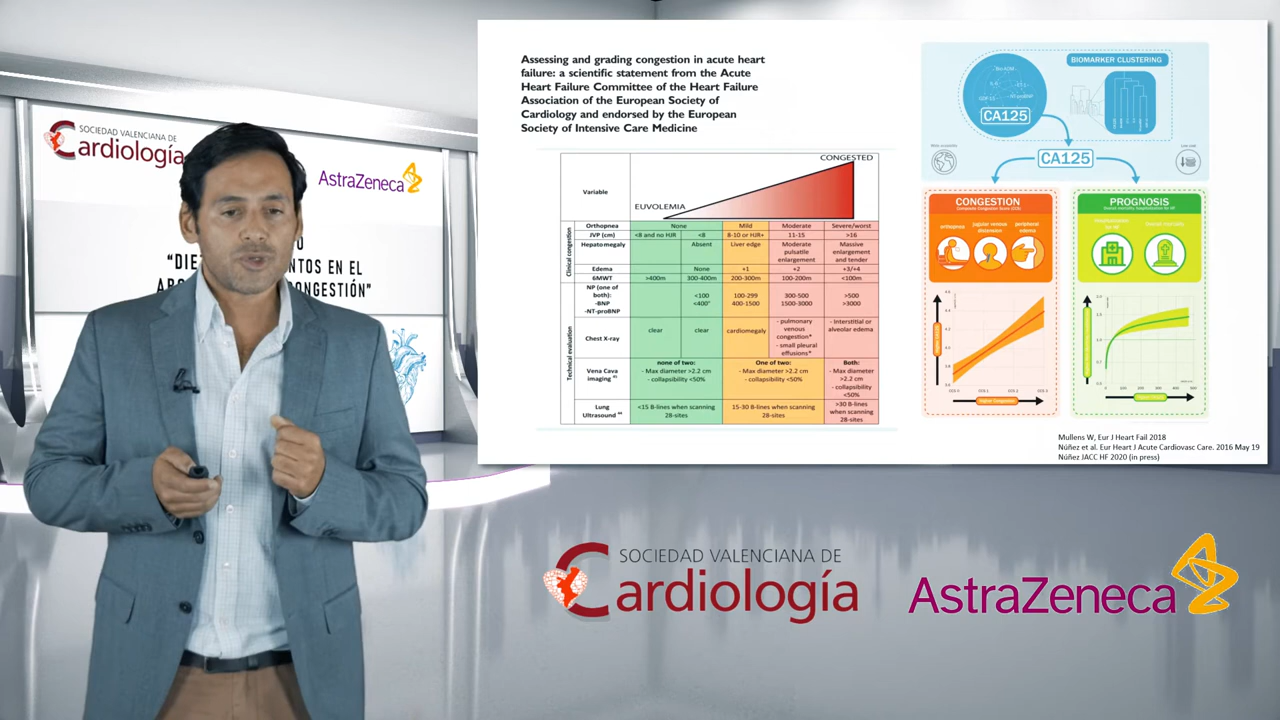 SOCIEDAD VALENCIANA DE
Cardiología
AstraZeneca
EN EL
CONGESTIÓN"
Assessing and grading congestion in acute heart
failure: a scientific statement from the Acute
Heart Failure Committee of the Heart Failure
Association of the European Society of
Cardiology and endorsed by the European
Society of Intensive Care Medicine
Variable
EUVOLEMIA
CONGESTED
Clinical congestion
Orthopnea None Mild Moderate Severe/worst
JVP (cm) <8 and no HJR <8 8-10 or HJR+ 11-15 >16
Hepatomegaly Absent Liver edge Moderate pulsatile enlargement Massive enlargement and tender
Edema None +1 +2 +3/+4
6MWT >400m 300-400m 200-300m 100-200m <100m
Technical evaluation
NP (one of both):
-BNP <100 100-299 300-500 >500
-NT-proBNP <400* 400-1500 1500-3000 >3000
Chest X-ray clear clear cardiomegaly - pulmonary venous congestion* - small pleural effusions* - Interstitial or alveolar edema
Vena Cava imaging
none of two:
- Max diameter >2.2 cm
- collapsibility <50%
One of two:
- Max diameter >2.2 cm
- collapsibility <50%
Both:
- Max diameter >2.2 cm
- collapsibility <50%
Lung Ultrasound
<15 B-lines when scanning 28-sites
15-30 B-lines when scanning 28-sites
>30 B-lines when scanning 28-sites
BIOMARKER CLUSTERING
CA125
CA125
CONGESTION
Composite Congestion Score (CCS)
orthopnea
jugular venous distension
peripheral edema
PROGNOSIS
Mullens W, Eur J Heart Fail 2018
Núñez et al. Eur Heart J Acute Cardiovasc Care. 2016 May 19
Núñez JACC HF 2020 (in press)
SOCIEDAD VALENCIANA DE
Cardiología
AstraZeneca